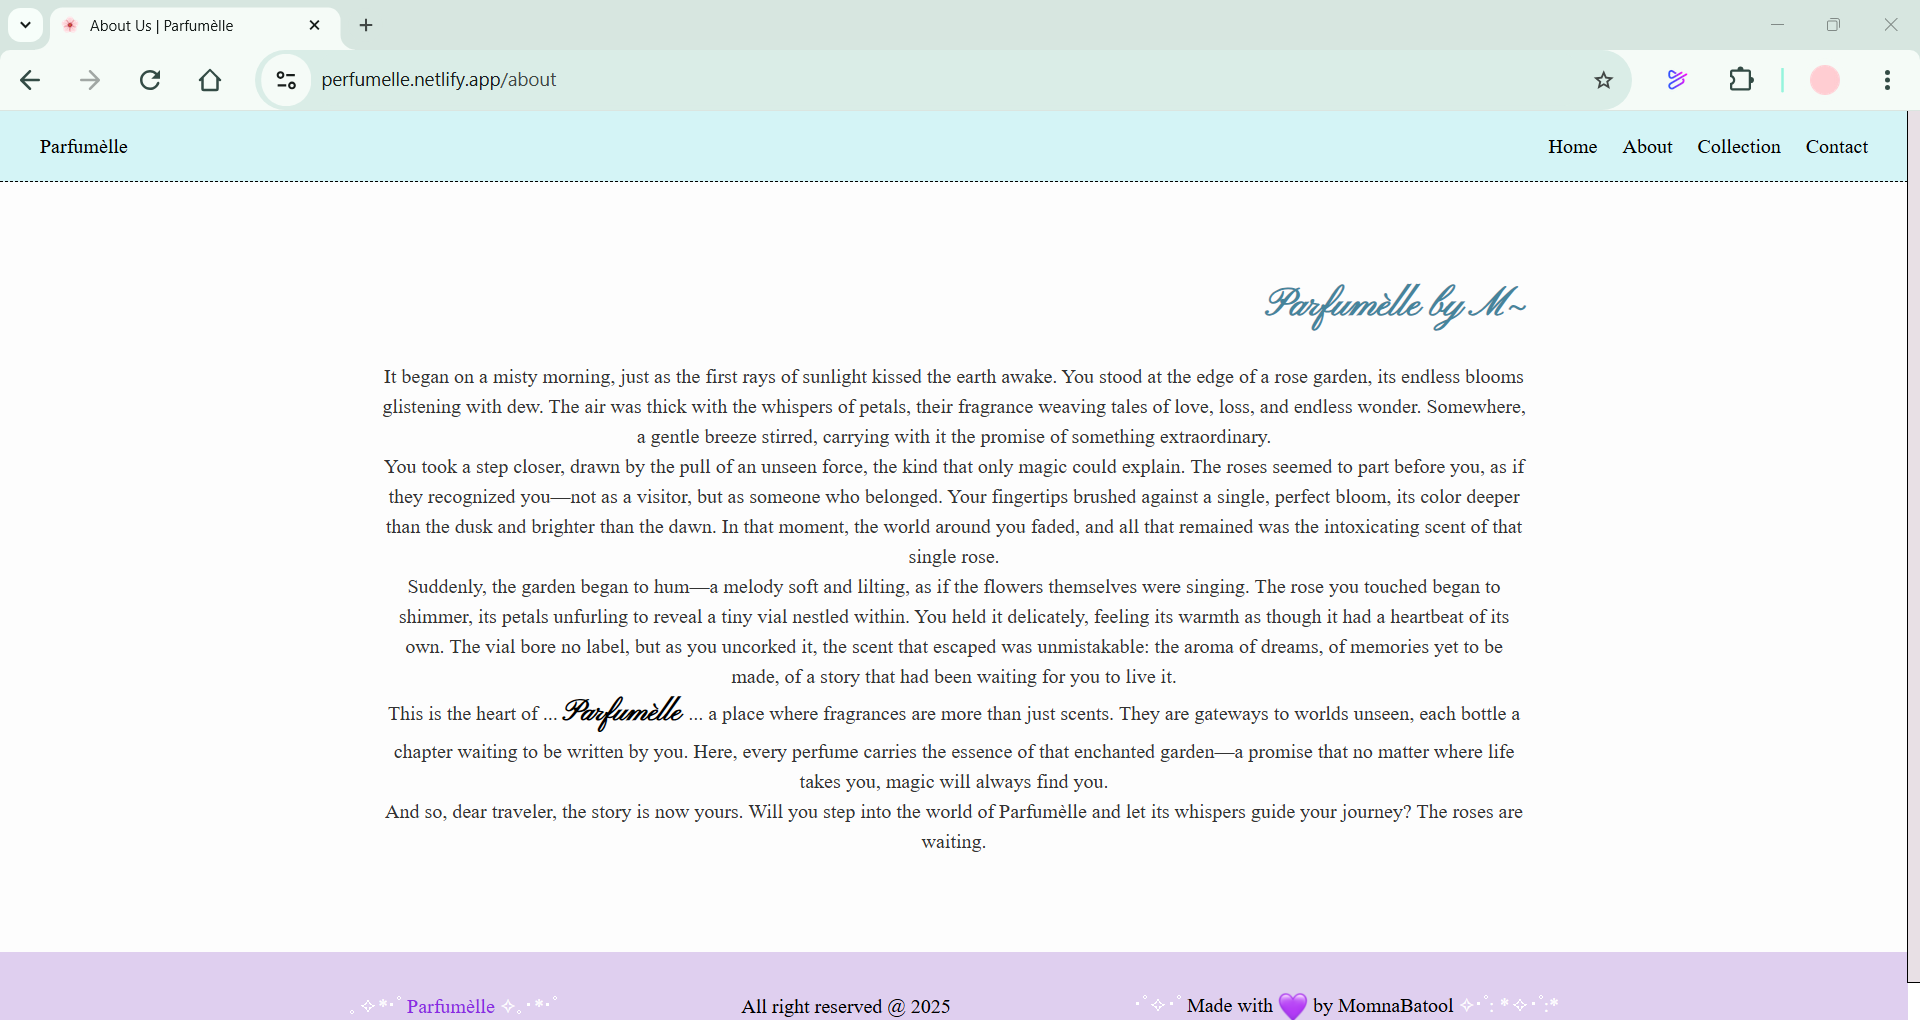 About Us | Parfumèlle
perfumelle.netlify.app/about
Parfumèlle
Home About Collection Contact
Parfumèlle by M~
It began on a misty morning, just as the first rays of sunlight kissed the earth awake. You stood at the edge of a rose garden, its endless blooms
glistening with dew. The air was thick with the whispers of petals, their fragrance weaving tales of love, loss, and endless wonder. Somewhere,
a gentle breeze stirred, carrying with it the promise of something extraordinary.
You took a step closer, drawn by the pull of an unseen force, the kind that only magic could explain. The roses seemed to part before you, as if
they recognized you—not as a visitor, but as someone who belonged. Your fingertips brushed against a single, perfect bloom, its color deeper
than the dusk and brighter than the dawn. In that moment, the world around you faded, and all that remained was the intoxicating scent of that
single rose.
Suddenly, the garden began to hum—a melody soft and lilting, as if the flowers themselves were singing. The rose you touched began to
shimmer, its petals unfurling to reveal a tiny vial nestled within. You held it delicately, feeling its warmth as though it had a heartbeat of its
own. The vial bore no label, but as you uncorked it, the scent that escaped was unmistakable: the aroma of dreams, of memories yet to be
made, of a story that had been waiting for you to live it.
This is the heart of ... Parfumèlle ... a place where fragrances are more than just scents. They are gateways to worlds unseen, each bottle a
chapter waiting to be written by you. Here, every perfume carries the essence of that enchanted garden—a promise that no matter where life
takes you, magic will always find you.
And so, dear traveler, the story is now yours. Will you step into the world of Parfumèlle and let its whispers guide your journey? The roses are
waiting.
Parfumèlle
All right reserved @ 2025
Made with 💜 by MomnaBatool